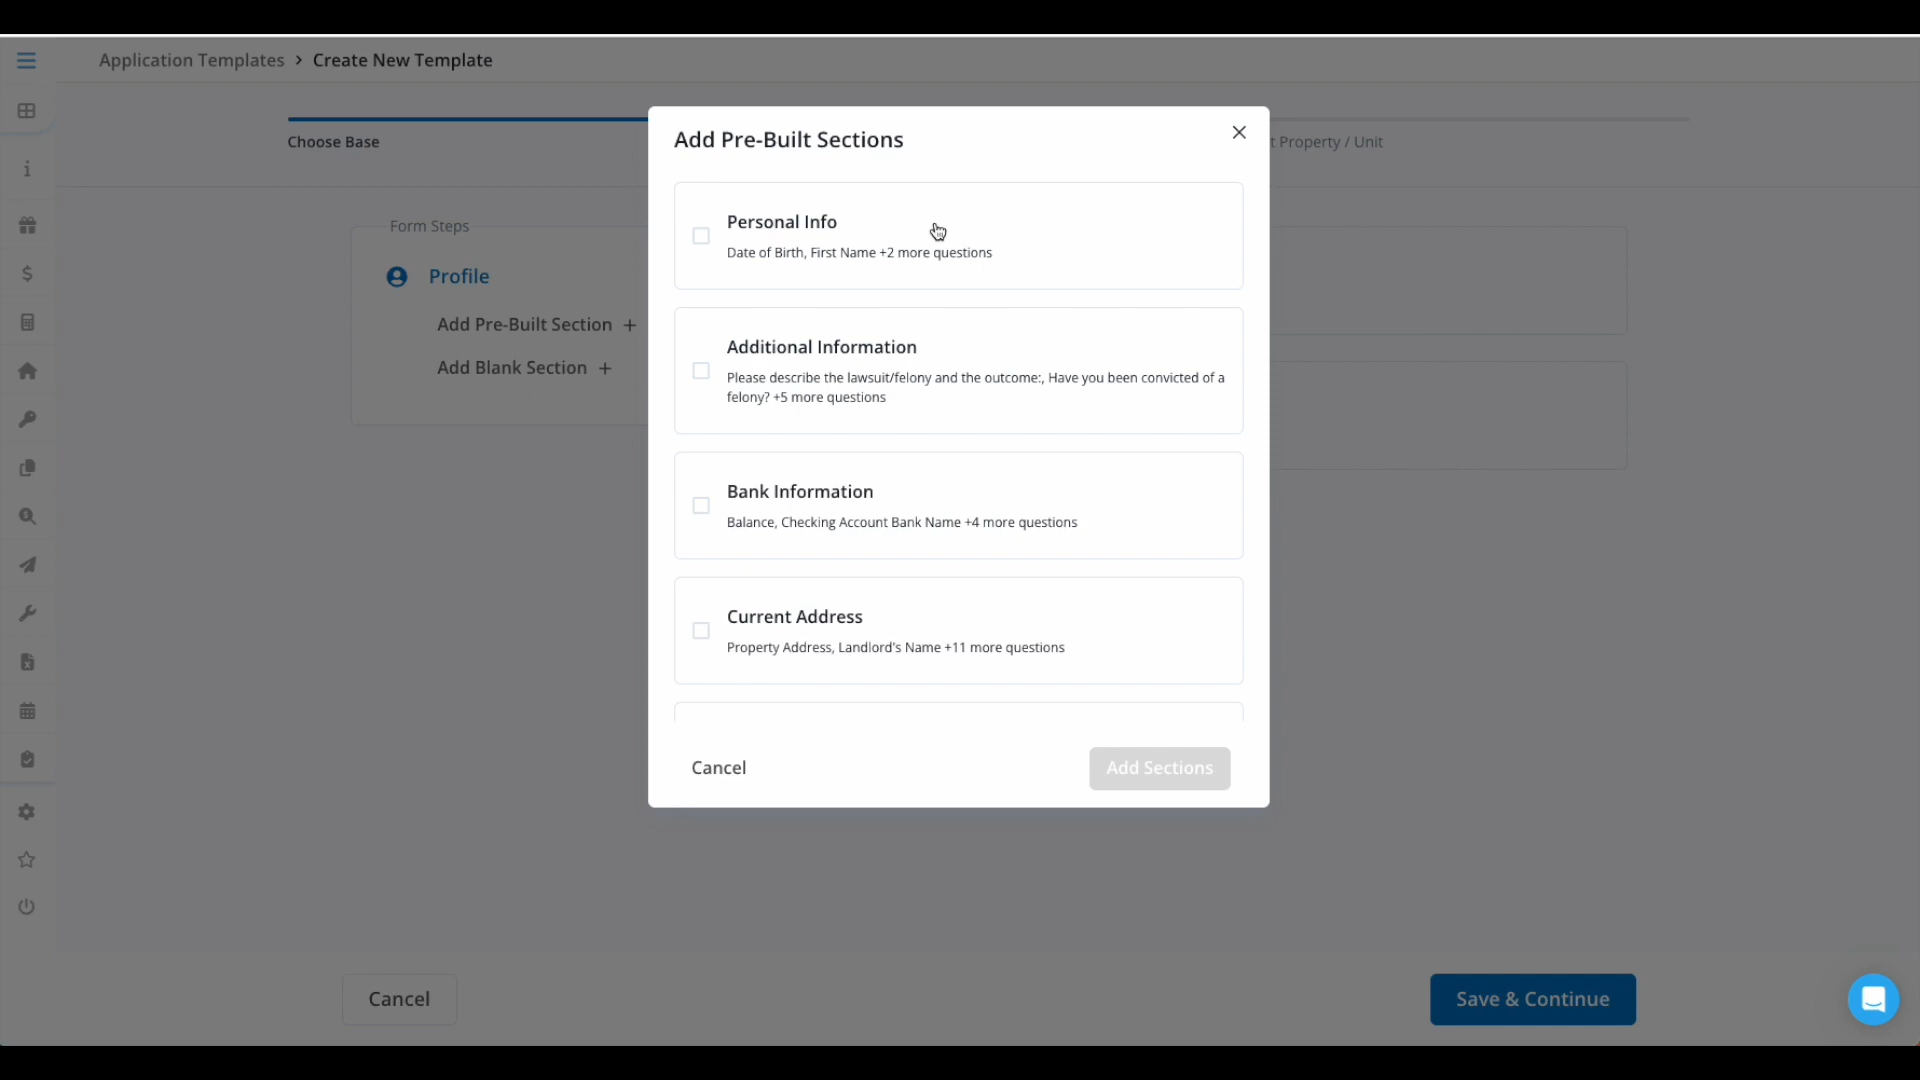 Application Templates > Create New Template
Choose Base
t Property / Unit
Form Steps
Profile
Add Pre-Built Section +
Add Blank Section +
Add Pre-Built Sections
Personal Info
Date of Birth, First Name +2 more questions
Additional Information
Please describe the lawsuit/felony and the outcome:, Have you been convicted of a
felony? +5 more questions
Bank Information
Balance, Checking Account Bank Name +4 more questions
Current Address
Property Address, Landlord's Name +11 more questions
Cancel
Add Sections
Cancel
Save & Continue